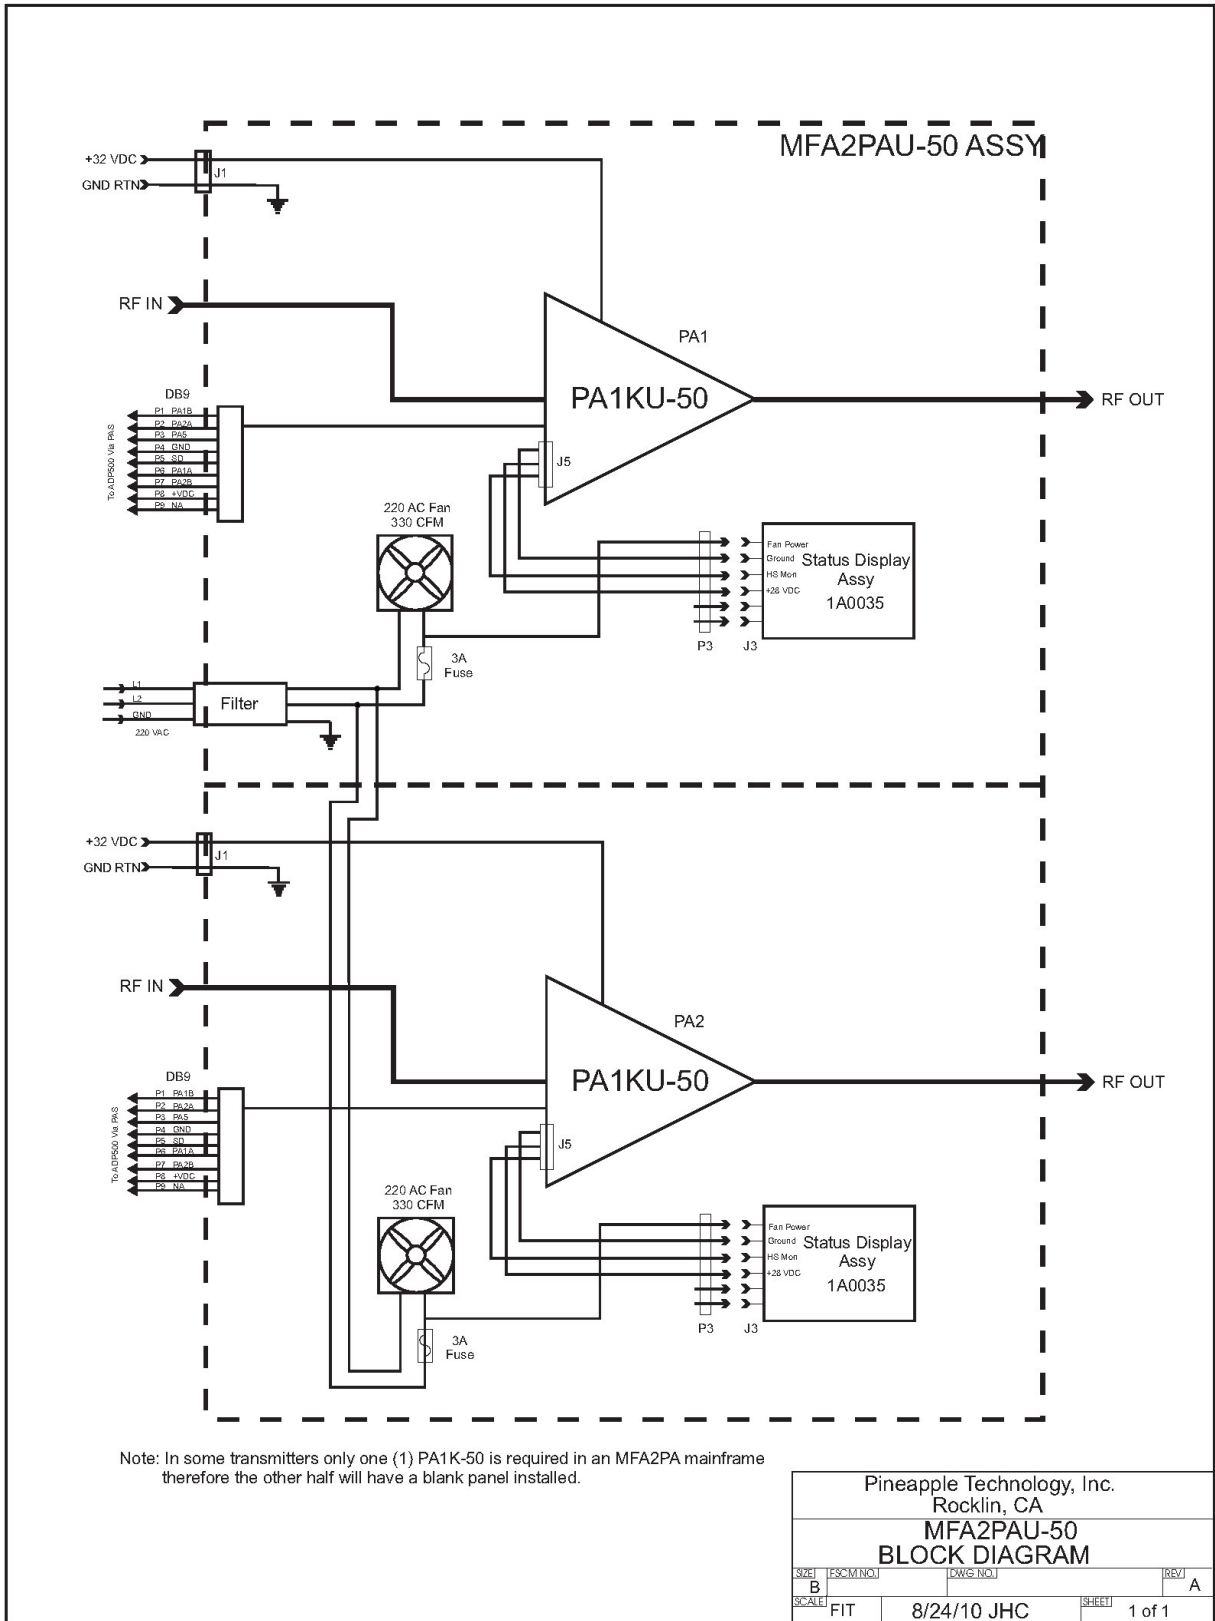 MFA2PAU-50 ASSY
+32 VDC
J1
GND RTN
RF IN
PA1
PA1KU-50
RF OUT
DB9
P1 PA1B
P2 PA2A
P3 PA5
P4 GND
P5 SD
P6 PA1A
P7 PA2B
P8 +VDC
P9 NA
To ADP500 Via PAS
J5
220 AC Fan
330 CFM
Fan Power
Ground
HS Mon
+28 VDC
Status Display
Assy
1A0035
P3
J3
3A
Fuse
L1
L2
GND
220 VAC
Filter
+32 VDC
J1
GND RTN
RF IN
PA2
PA1KU-50
RF OUT
DB9
P1 PA1B
P2 PA2A
P3 PA5
P4 GND
P5 SD
P6 PA1A
P7 PA2B
P8 +VDC
P9 NA
To ADP500 Via PAS
J5
220 AC Fan
330 CFM
Fan Power
Ground
HS Mon
+28 VDC
Status Display
Assy
1A0035
P3
J3
3A
Fuse
Note: In some transmitters only one (1) PA1K-50 is required in an MFA2PA mainframe
therefore the other half will have a blank panel installed.
Pineapple Technology, Inc.
Rocklin, CA
MFA2PAU-50
BLOCK DIAGRAM
SIZE B
FSCM NO.
DWG NO.
REV A
SCALE FIT
8/24/10 JHC
SHEET 1 of 1